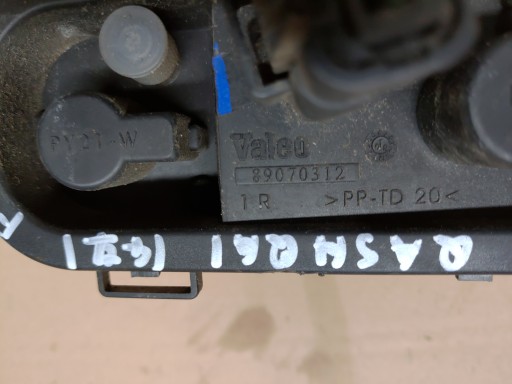 PY21-W
Valeo
89070312
1 R >PP-TD 20<
QASHQAI